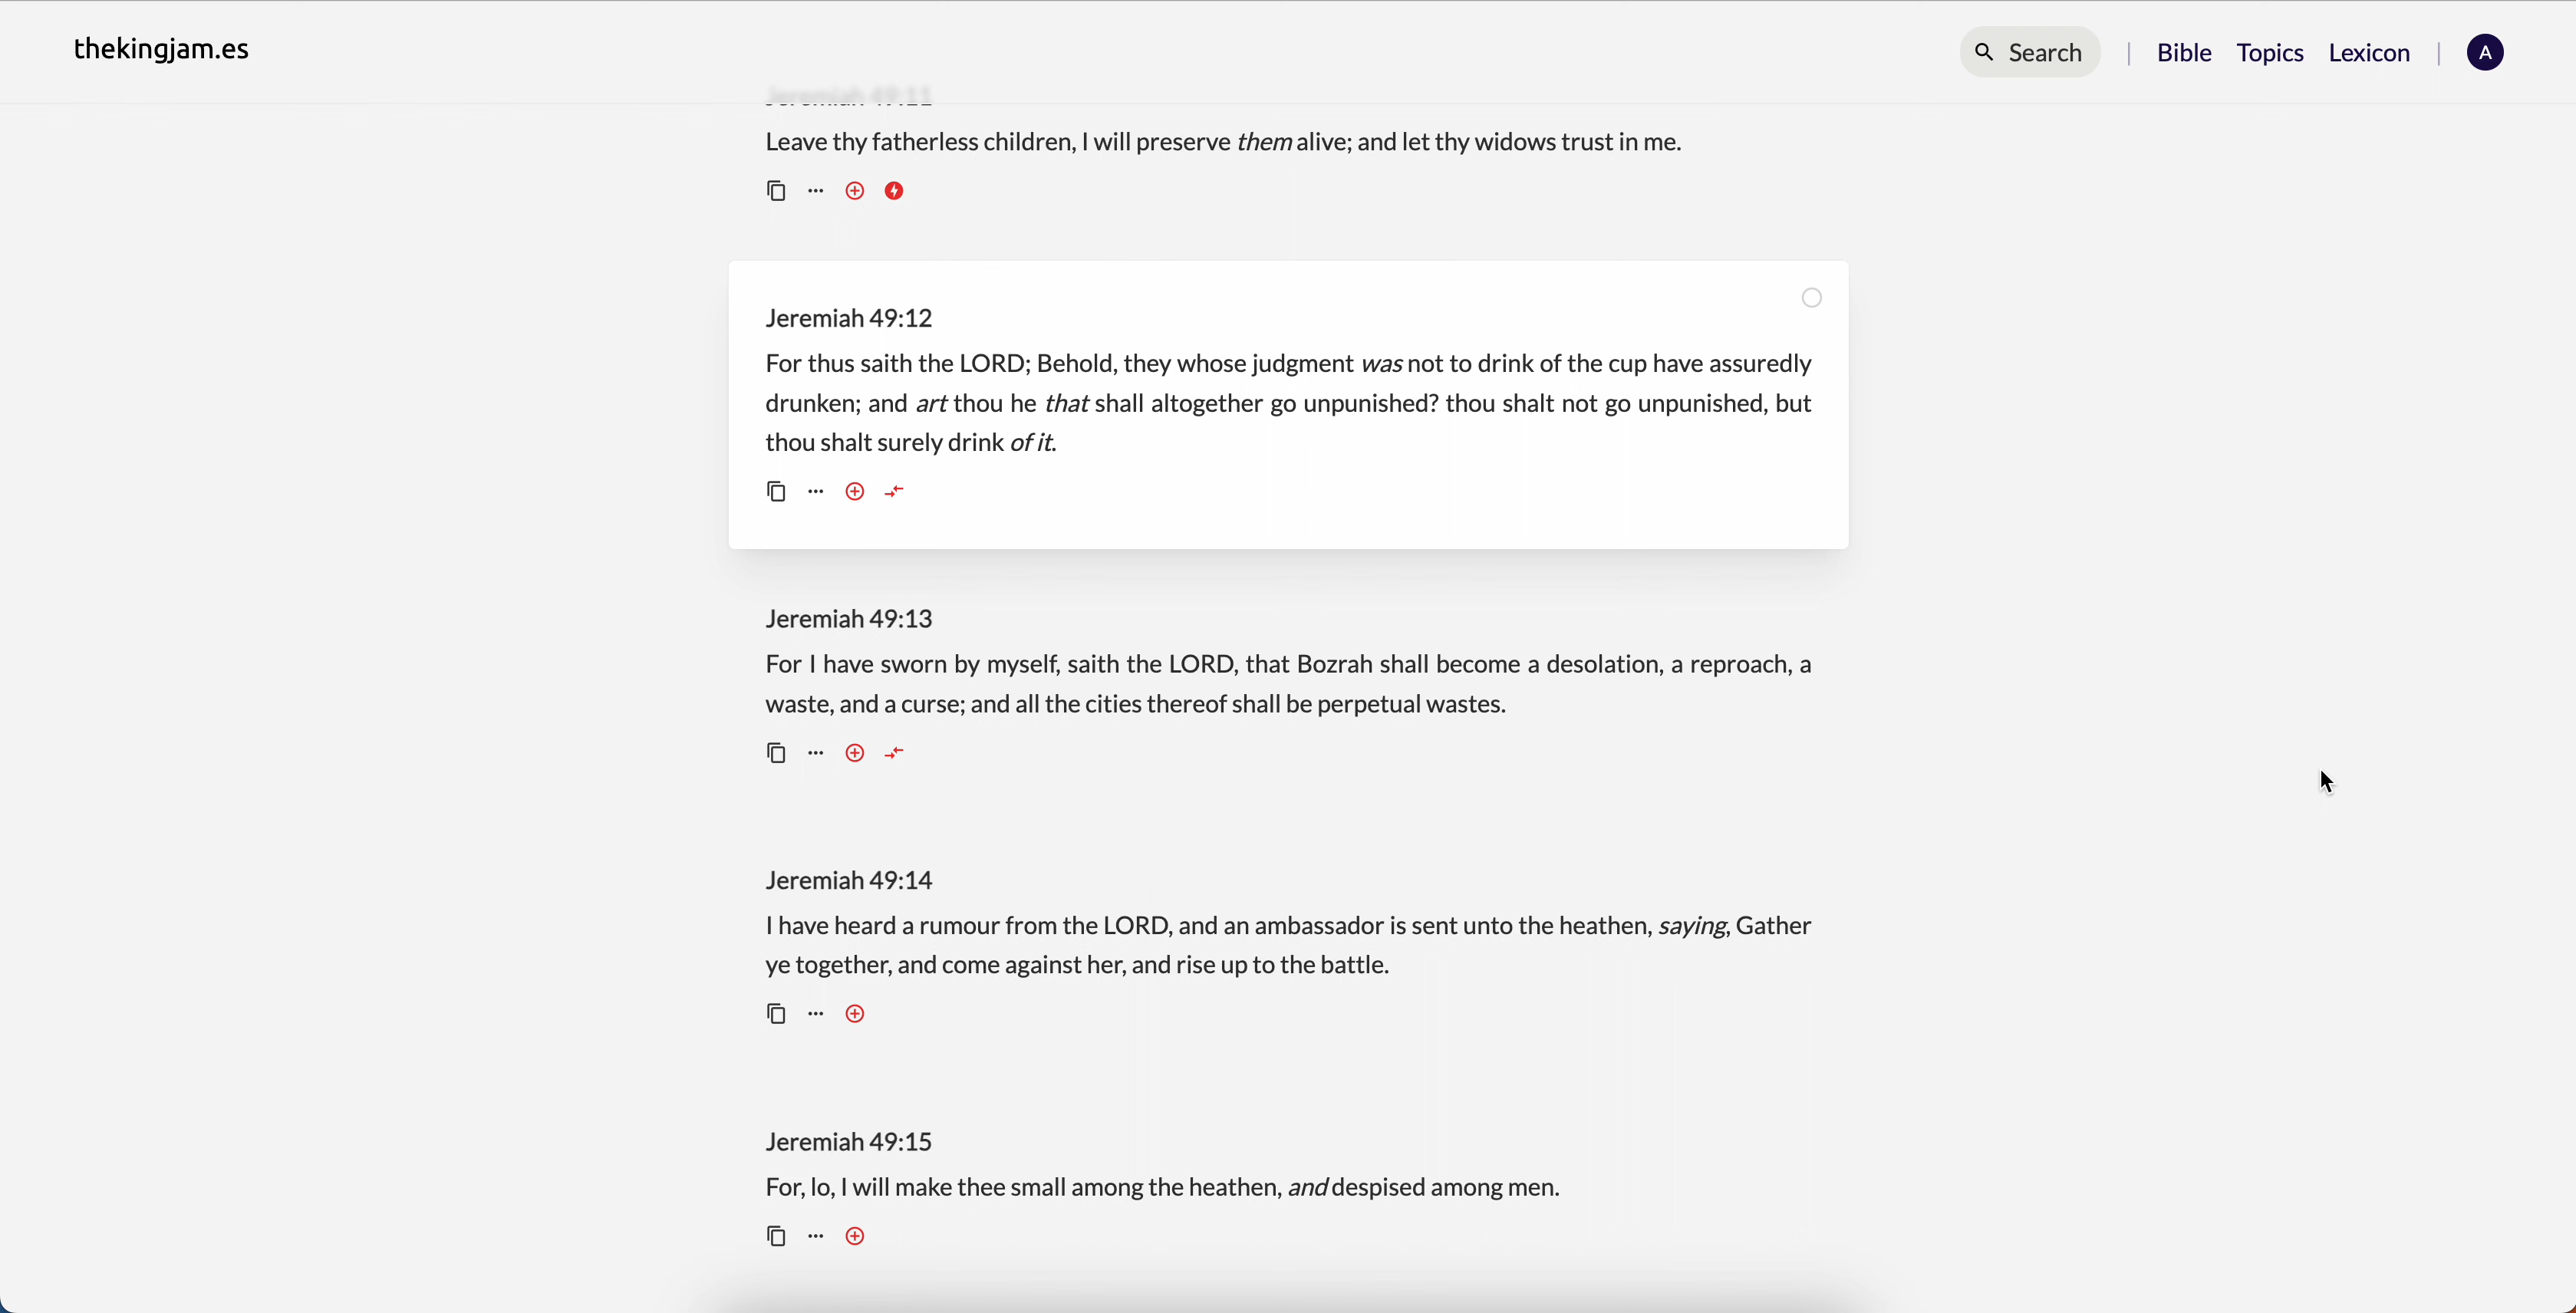 thekingjam.es
Search | Bible Topics Lexicon | A
Jeremiah 49:11
Leave thy fatherless children, I will preserve them alive; and let thy widows trust in me.
Jeremiah 49:12
For thus saith the LORD; Behold, they whose judgment was not to drink of the cup have assuredly
drunken; and art thou he that shall altogether go unpunished? thou shalt not go unpunished, but
thou shalt surely drink of it.
Jeremiah 49:13
For I have sworn by myself, saith the LORD, that Bozrah shall become a desolation, a reproach, a
waste, and a curse; and all the cities thereof shall be perpetual wastes.
Jeremiah 49:14
I have heard a rumour from the LORD, and an ambassador is sent unto the heathen, saying, Gather
ye together, and come against her, and rise up to the battle.
Jeremiah 49:15
For, lo, I will make thee small among the heathen, and despised among men.